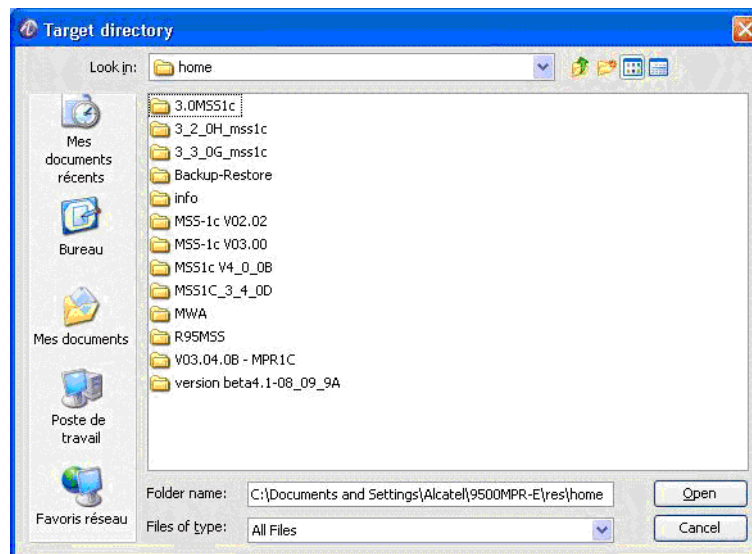 Target directory
Look in: home
Mes documents récents
Bureau
Mes documents
Poste de travail
Favoris réseau
3.0MSS1c
3_2_0H_mss1c
3_3_0G_mss1c
Backup-Restore
info
MSS-1c V02.02
MSS-1c V03.00
MSS1c V4_0_0B
MSS1C_3_4_0D
MWA
R95MSS
V03.04.0B - MPR1C
version beta4.1-08_09_9A
Folder name: C:\Documents and Settings\Alcatel\9500MPR-E\res\home Open
Files of type: All Files Cancel